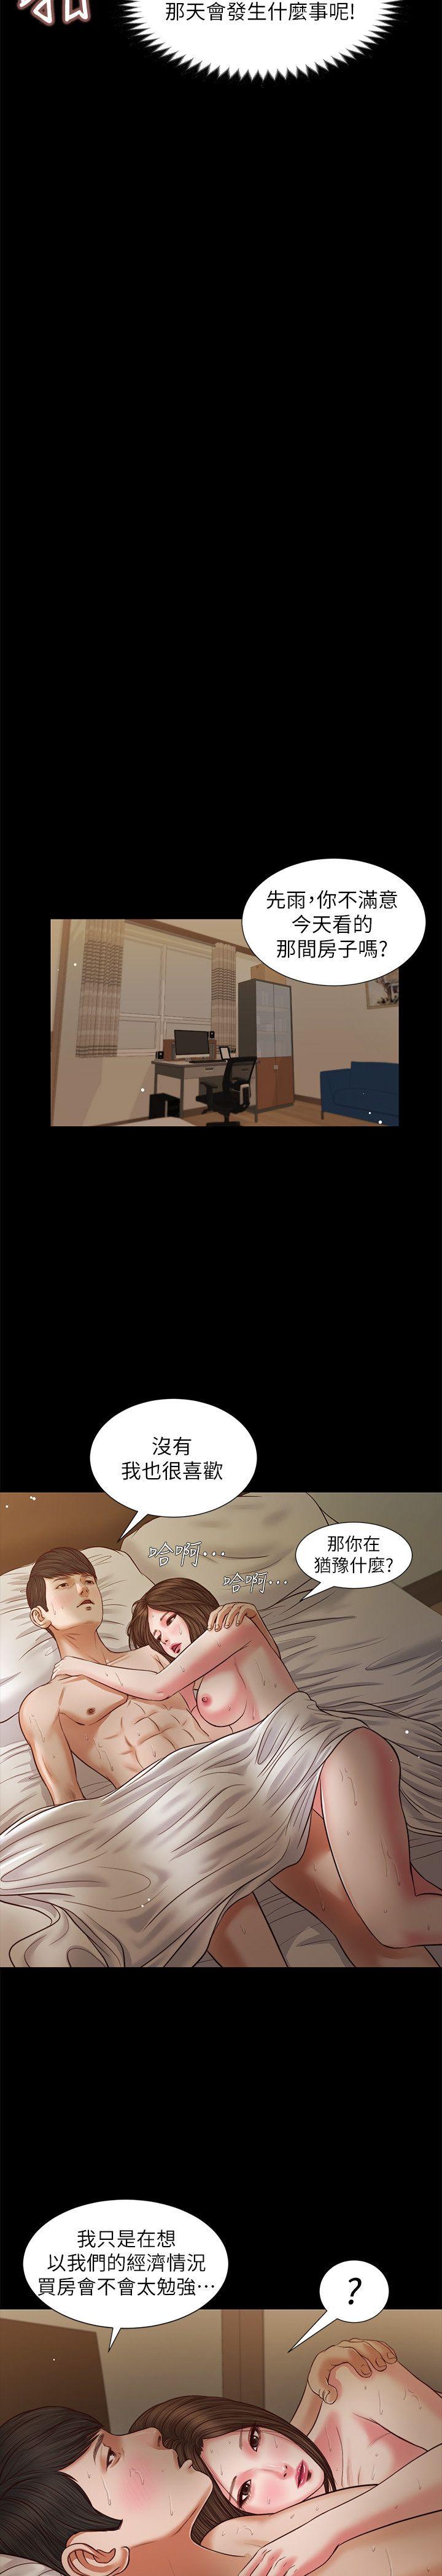 那天會發生什麼事呢!
先雨,你不滿意
今天看的
那間房子嗎?
沒有
我也很喜歡
哈啊…
哈啊…
那你在
猶豫什麼?
我只是在想
以我們的經濟情況
買房會不會太勉強…
?